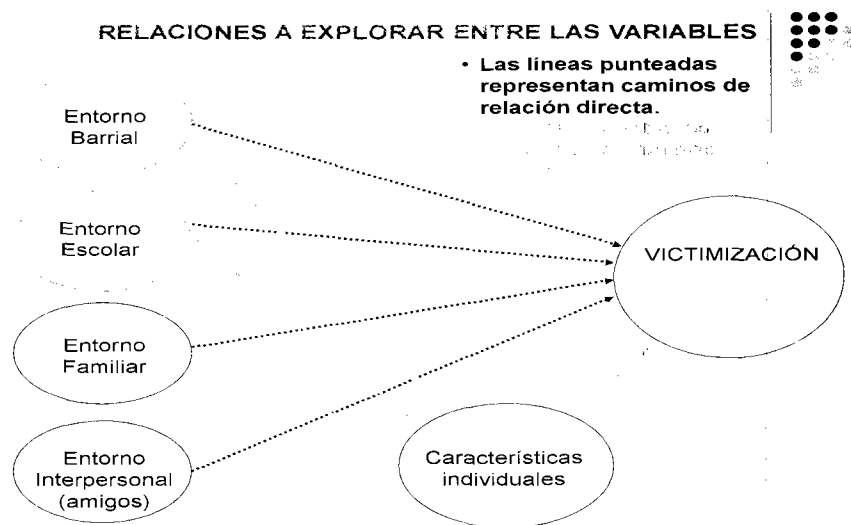 RELACIONES A EXPLORAR ENTRE LAS VARIABLES
• Las líneas punteadas
representan caminos de
relación directa.
Entorno
Barrial
Entorno
Escolar
VICTIMIZACIÓN
Entorno
Familiar
Entorno
Interpersonal
(amigos)
Características
individuales